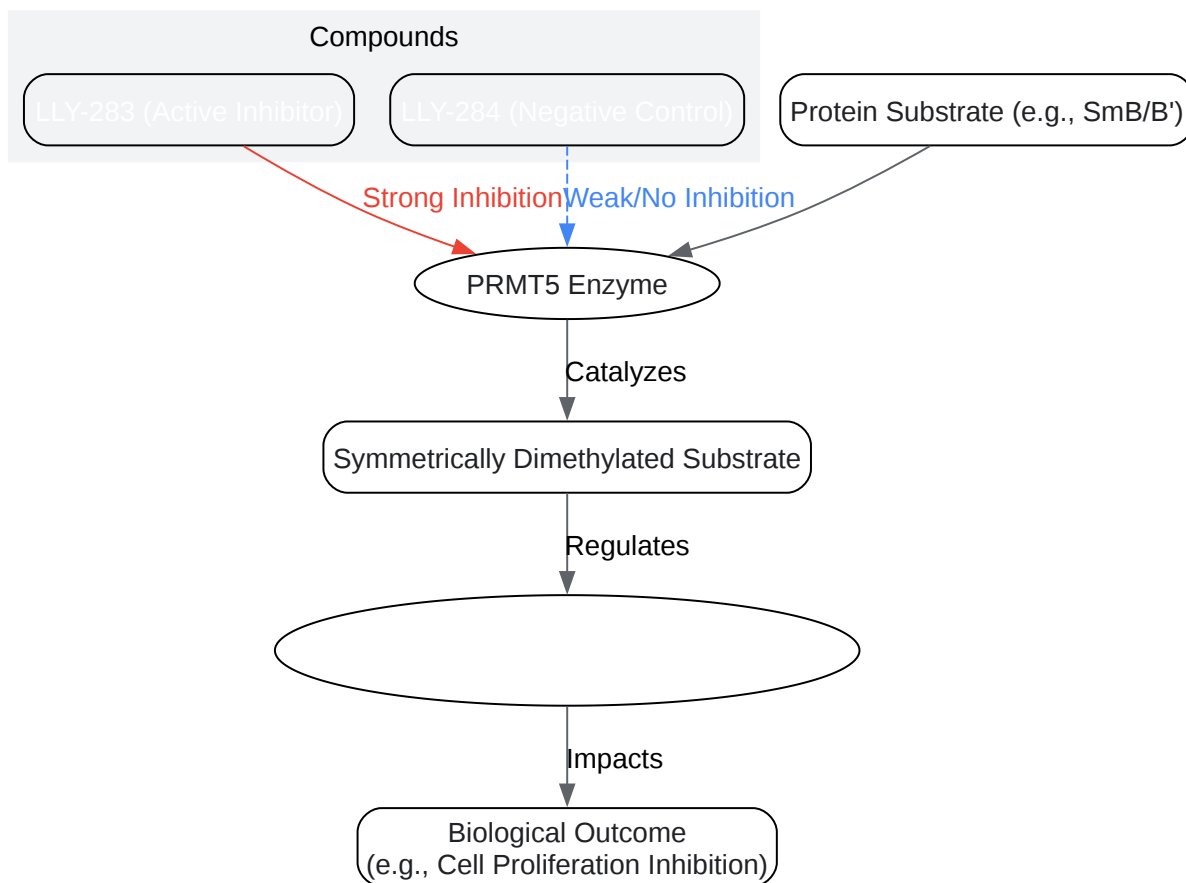 Compounds
LLY-283 (Active Inhibitor)
LLY-284 (Negative Control)
Protein Substrate (e.g., SmB/B')
Strong Inhibition
Weak/No Inhibition
PRMT5 Enzyme
Catalyzes
Symmetrically Dimethylated Substrate
Regulates
Impacts
Biological Outcome
(e.g., Cell Proliferation Inhibition)